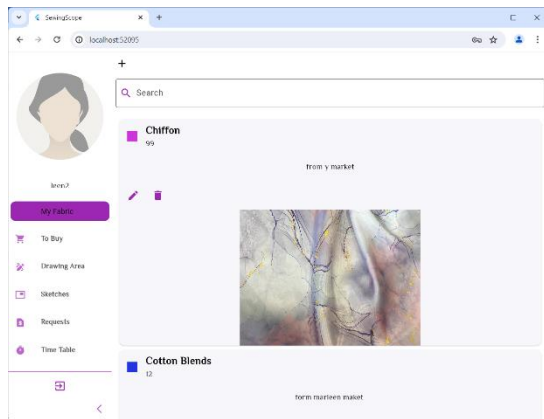 SewingScope
localhost:52095
Search
Chiffon
99
from y market
leen2
My Fabric
To Buy
Drawing Area
Sketches
Requests
Time Table
Cotton Blends
12
form marleen maket